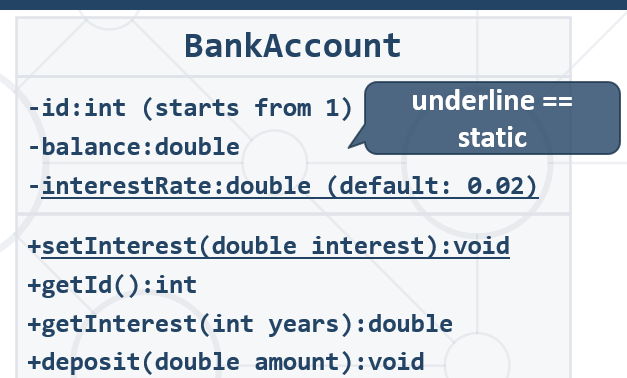 BankAccount
-id:int (starts from 1)
underline ==
static
-balance:double
-interestRate:double (default: 0.02)
+setInterest(double interest):void
+getId():int
+getInterest(int years):double
+deposit(double amount):void